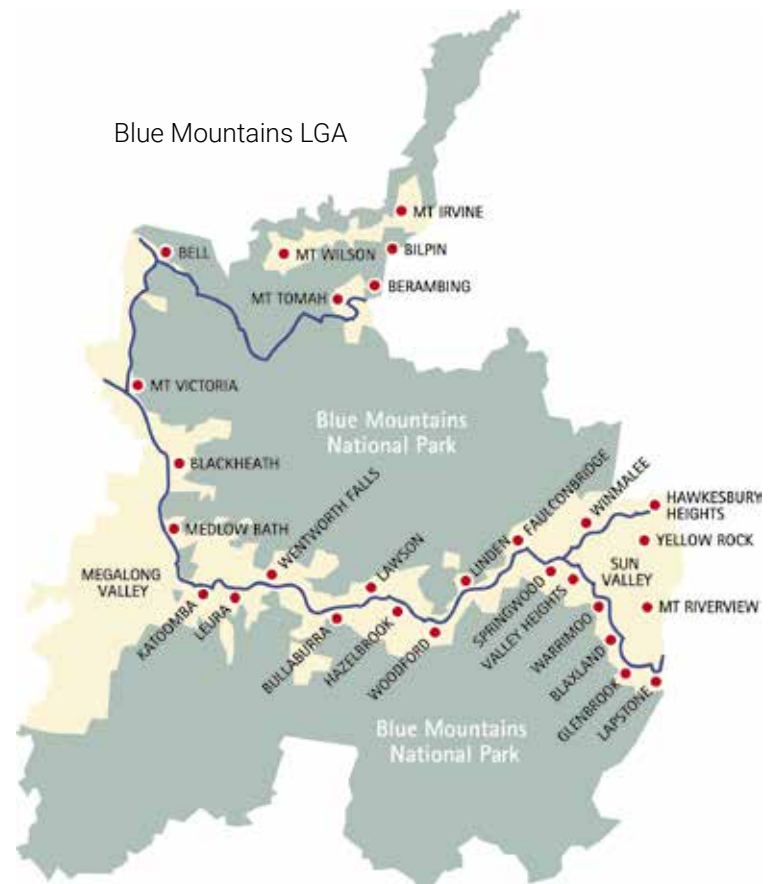 Blue Mountains LGA
MT IRVINE
BELL
MT WILSON
BILPIN
MT TOMAH
BERAMBING
MT VICTORIA
Blue Mountains
National Park
BLACKHEATH
MEDLOW BATH
MEGALONG
VALLEY
KATOOMBA
LEURA
WENTWORTH FALLS
BULLABURRA
LAWSON
HAZELBROOK
WOODFORD
LINDEN
FAULCONBRIDGE
SPRINGWOOD
VALLEY HEIGHTS
WINMALEE
HAWKESBURY
HEIGHTS
YELLOW ROCK
SUN
VALLEY
MT RIVERVIEW
WARRIMOO
BLAXLAND
GLENBROOK
LAPSTONE
Blue Mountains
National Park